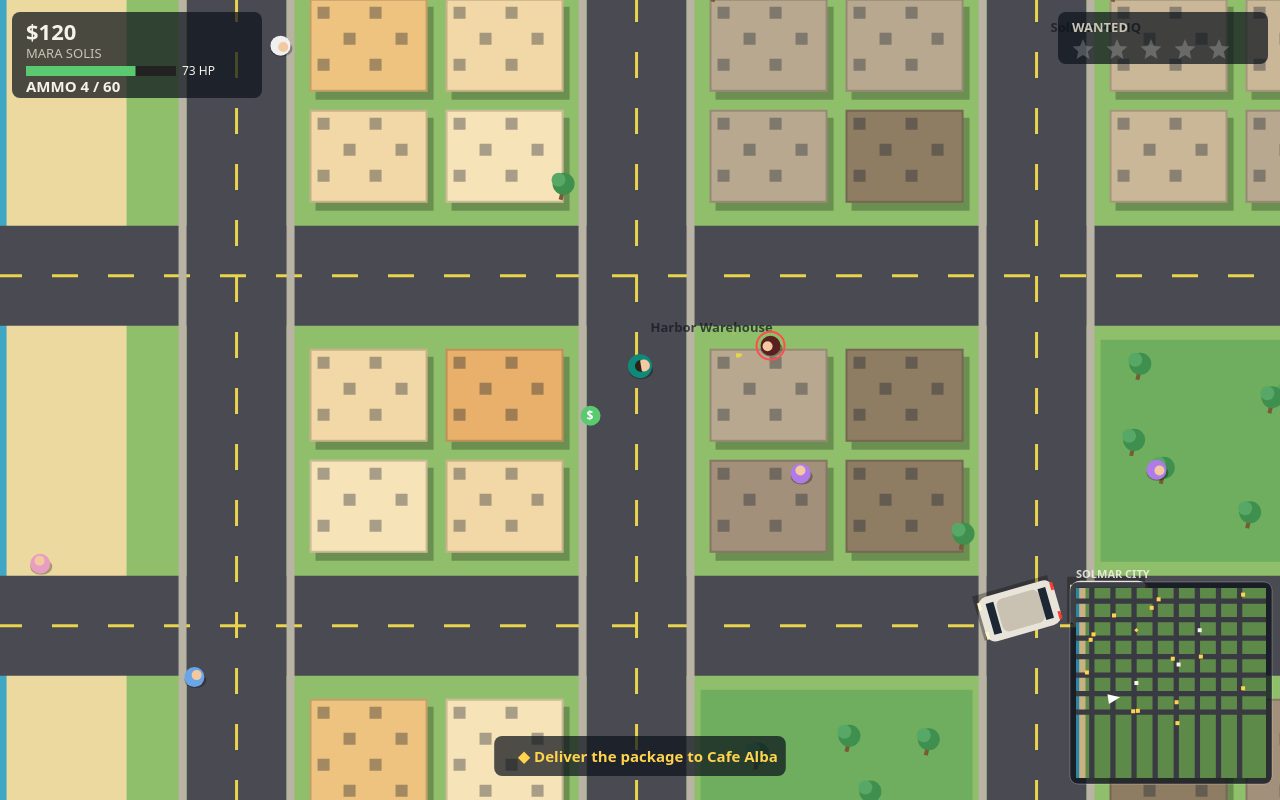 $120
MARA SOLIS
73 HP
AMMO 4 / 60
WANTED
Harbor Warehouse
$
SOLMAR CITY
◆ Deliver the package to Cafe Alba